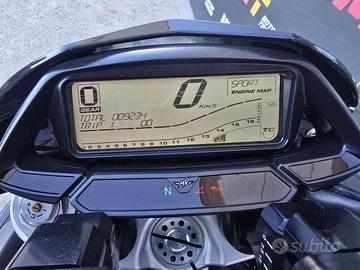 0
GEAR
0
Km/h
SPORT
ENGINE MAP
TOTAL 009234
TRIP 1 00
TC
1 2 3 4 5 6 7 8 9 10 11 12 13 14 15 16
N
subito